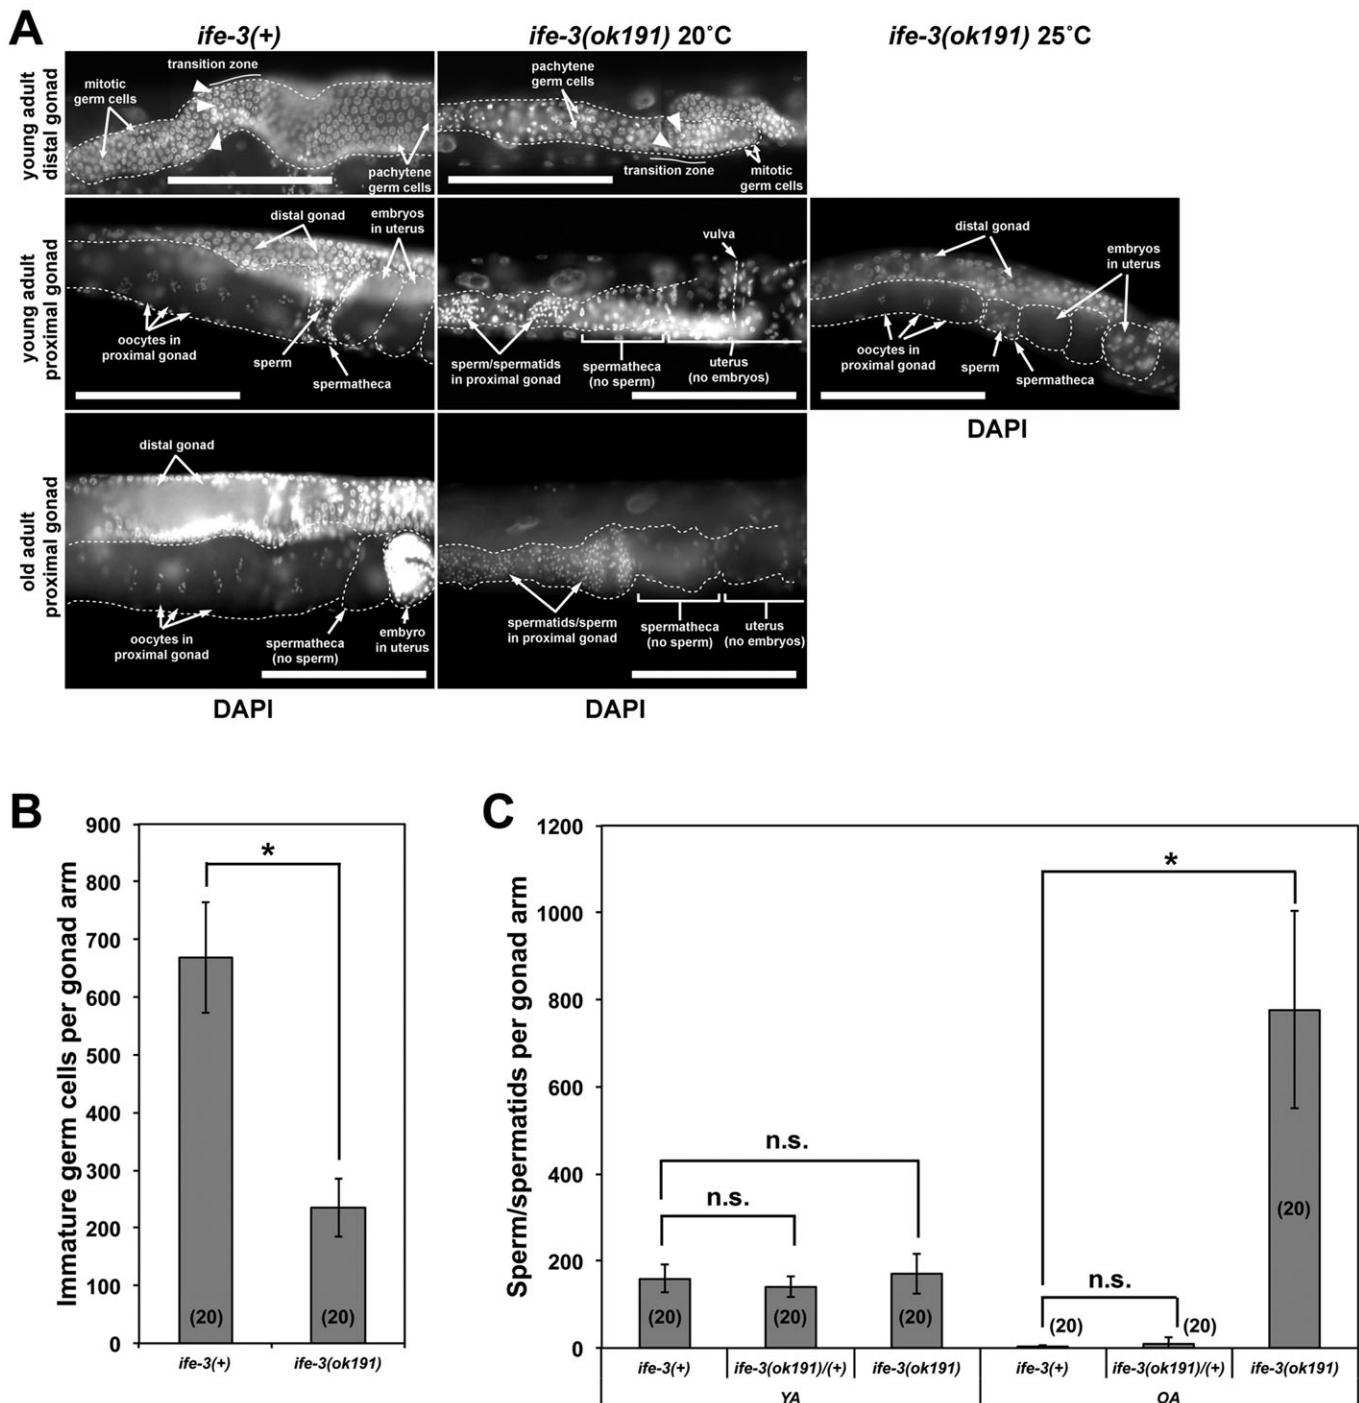 A
ife-3(+)
ife-3(ok191) 20˚C
ife-3(ok191) 25˚C
young adult
distal gonad
mitotic
germ cells
transition zone
pachytene
germ cells
pachytene
germ cells
transition zone
mitotic
germ cells
young adult
proximal gonad
distal gonad
embryos
in uterus
oocytes in
proximal gonad
sperm
spermatheca
vulva
sperm/spermatids
in proximal gonad
spermatheca
(no sperm)
uterus
(no embryos)
distal gonad
embryos
in uterus
oocytes in
proximal gonad
sperm
spermatheca
DAPI
old adult
proximal gonad
distal gonad
oocytes in
proximal gonad
spermatheca
(no sperm)
embyro
in uterus
spermatids/sperm
in proximal gonad
spermatheca
(no sperm)
uterus
(no embryos)
DAPI
DAPI
B
Immature germ cells per gonad arm
900
800
700
600
500
400
300
200
100
0
*
(20)
(20)
ife-3(+)
ife-3(ok191)
C
Sperm/spermatids per gonad arm
1200
1000
800
600
400
200
0
n.s.
n.s.
n.s.
*
(20)
(20)
(20)
(20)
(20)
(20)
ife-3(+)
ife-3(ok191)/(+)
ife-3(ok191)
ife-3(+)
ife-3(ok191)/(+)
ife-3(ok191)
YA
OA